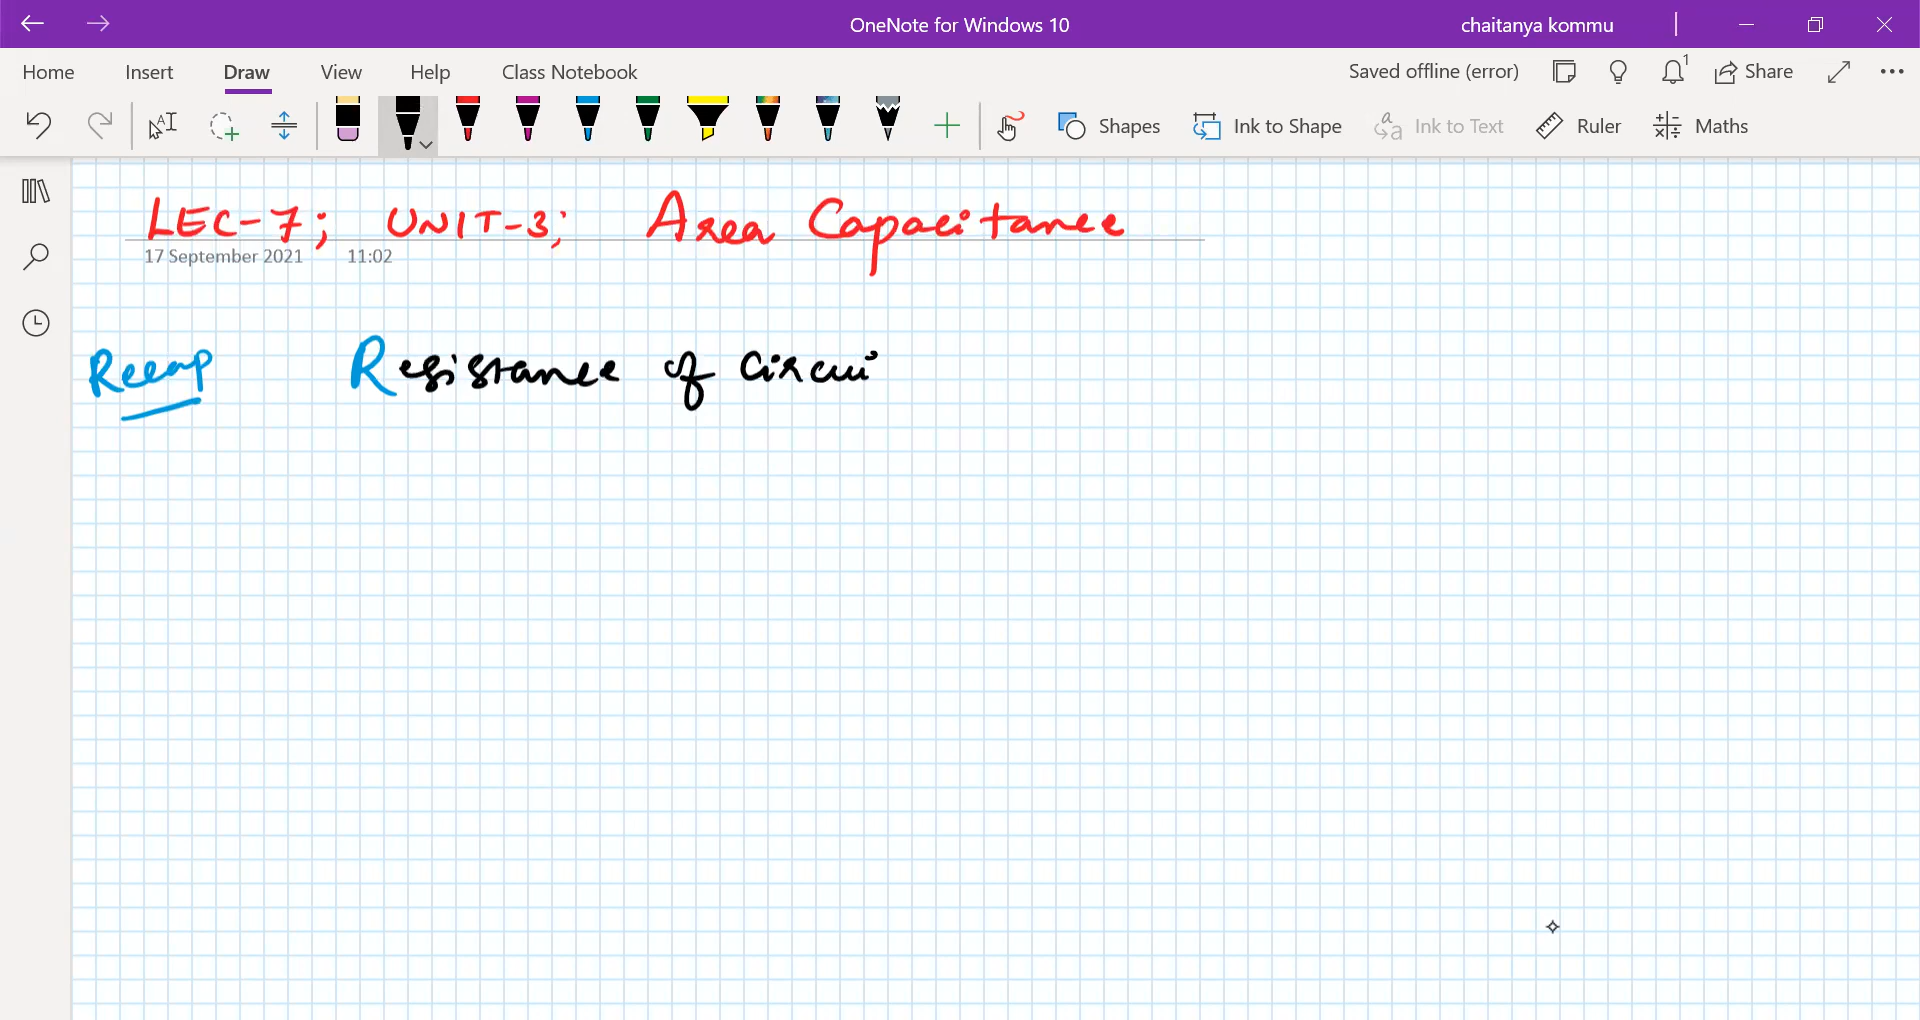 OneNote for Windows 10 chaitanya kommu
Home Insert Draw View Help Class Notebook Saved offline (error) 1 Share
Shapes Ink to Shape Ink to Text Ruler Maths
LEC-7; UNIT-3; Area Capacitance
17 September 2021 11:02
Recap Resistance of Circui